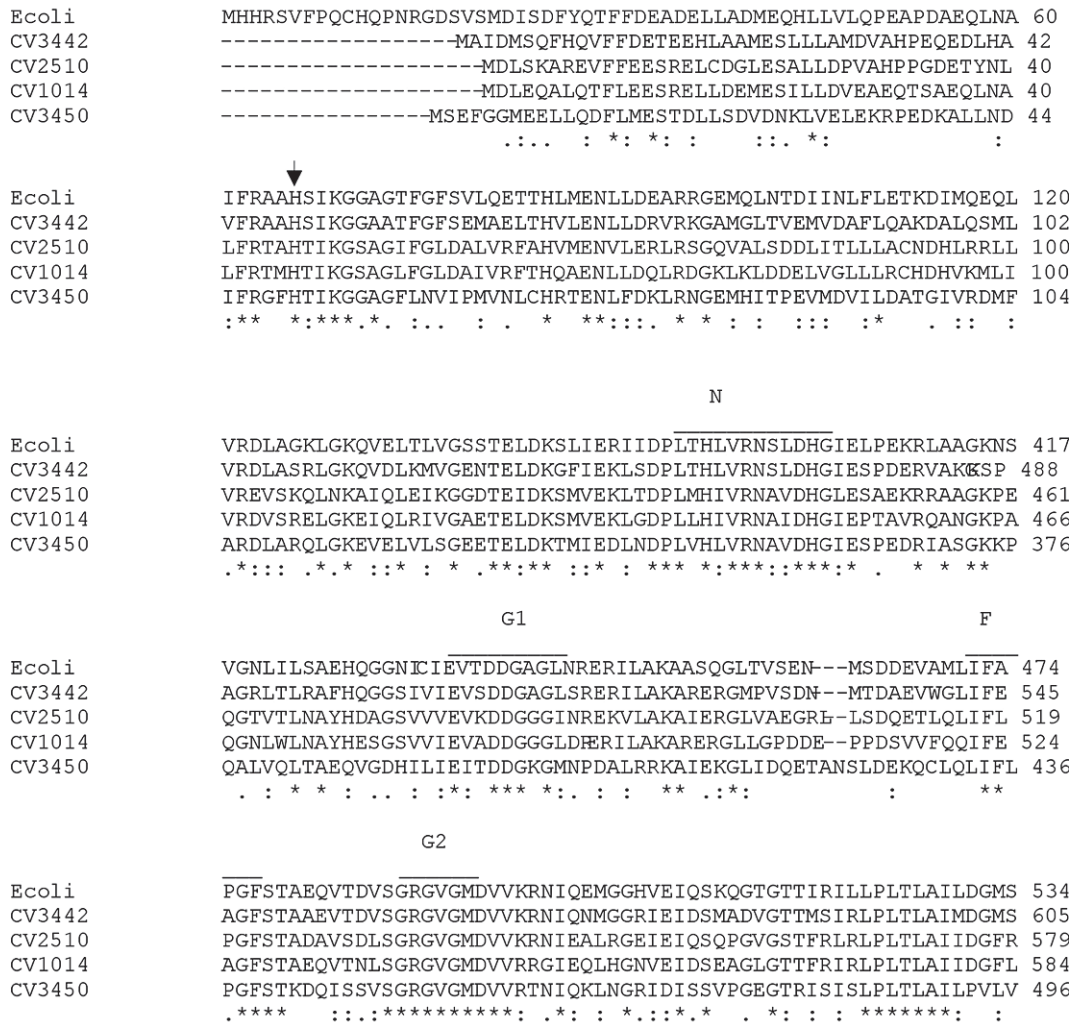 Ecoli MHHRSVFPQCHQPNRGDSVSMDISDFYQTFFDEADELLADMEQHLLVLQPEAPDAEQLNA 60
CV3442 ------------------MAIDMSQFHQVFFDETEEHLAAMESLLLAMDVAHPEQEDLHA 42
CV2510 --------------------MDLSKAREVFFEESRELCDGLESALLDPVAHPPGDETYNL 40
CV1014 --------------------MDLEQALQTFLEESRELLDEMESILLDVEAEQTSAEQLNA 40
CV3450 ----------------MSEFGGMEELLQDFLMESTDLLSDVDNKLVELEKRPEDKALLND 44
.:.. : *: *: ::. *: :
Ecoli IFRAAHSIKGGAGTFGFSVLQETTHLMENLLDEARRGEMQLNTDIINLFLETKDIMQEQL 120
CV3442 VFRAAHSIKGGAATFGFSEMAELTHVLENLLDRVRKGAMGLTVEMVDAFLQAKDALQSML 102
CV2510 LFRTAHTIKGSAGIFGLDALVRFAHVMENVLERLRSGQVALSDDLITLLLACNDHLRRLL 100
CV1014 LFRTMHTIKGSAGLFGLDAIVRFTHQAENLLDQLRDGKLKLDDELVGLLLRCHDHVKMLI 100
CV3450 IFRGFHTIKGGAGFLNVIPMVNLCHRTENLFDKLRNGEMHITPEVMDVILDATGIVRDMF 104
:** *:***.*. :.. : . * **:::. * * : : ::: :* . :: :
N
Ecoli VRDLAGKLGKQVELTLVGSSTELDKSLIERIIDPLTHLVRNSLDHGIELPEKRLAAGKNS 417
CV3442 VRDLASRLGKQVDLKMVGENTELDKGFIEKLSDPLTHLVRNSLDHGIESPDERVAKGKSP 488
CV2510 VREVSKQLNKAIQLEIKGGDTEIDKSMVEKLTDPLMHIVRNAVDHGLESAEKRRAAGKPE 461
CV1014 VRDVSRELGKEIQLRIVGAETELDKSMVEKLGDPLLHIVRNAIDHGIEPTAVRQANGKPA 466
CV3450 ARDLARQLGKEVELVLSGEETELDKTMIEDLNDPLVHLVRNAVDHGIESPEDRIASGKKP 376
.*::: .*.* ::* : * .**:** ::* : *** *:***::***:* . * * **
G1 F
Ecoli VGNLILSAEHQGGNICIEVTDDGAGLNRERILAKAASQGLTVSEN---MSDDEVAMLIFA 474
CV3442 AGRLTLRAFHQGGSIVIEVSDDGAGLSRERILAKARERGMPVSDN---MTDAEVWGLIFE 545
CV2510 QGTVTLNAYHDAGSVVVEVKDDGGGINREKVLAKAIERGLVAEGRL--LSDQETLQLIFL 519
CV1014 QGNLWLNAYHESGSVVIEVADDGGGLDRERILAKARERGLLGPDDE--PPDSVVFQQIFE 524
CV3450 QALVQLTAEQVGDHILIEITDDGKGMNPDALRRKAIEKGLIDQETANSLDEKQCLQLIFL 436
. : * * : .. : :*: *** *:. : : ** .:*: : **
G2
Ecoli PGFSTAEQVTDVSGRGVGMDVVKRNIQEMGGHVEIQSKQGTGTTIRILLPLTLAILDGMS 534
CV3442 AGFSTAAEVTDVSGRGVGMDVVKRNIQNMGGRIEIDSMADVGTTMSIRLPLTLAIMDGMS 605
CV2510 PGFSTADAVSDLSGRGVGMDVVKRNIEALRGEIEIQSQPGVGSTFRLRLPLTLAIIDGFR 579
CV1014 AGFSTAEQVTNLSGRGVGMDVVRRGIEQLHGNVEIDSEAGLGTTFRIRLPLTLAIIDGFL 584
CV3450 PGFSTKDQISSVSGRGVGMDVVRTNIQKLNGRIDISSVPGEGTRISISLPLTLAILPVLV 496
.**** ::.:**********: .*: : *.::*.* . *: : : *******: :